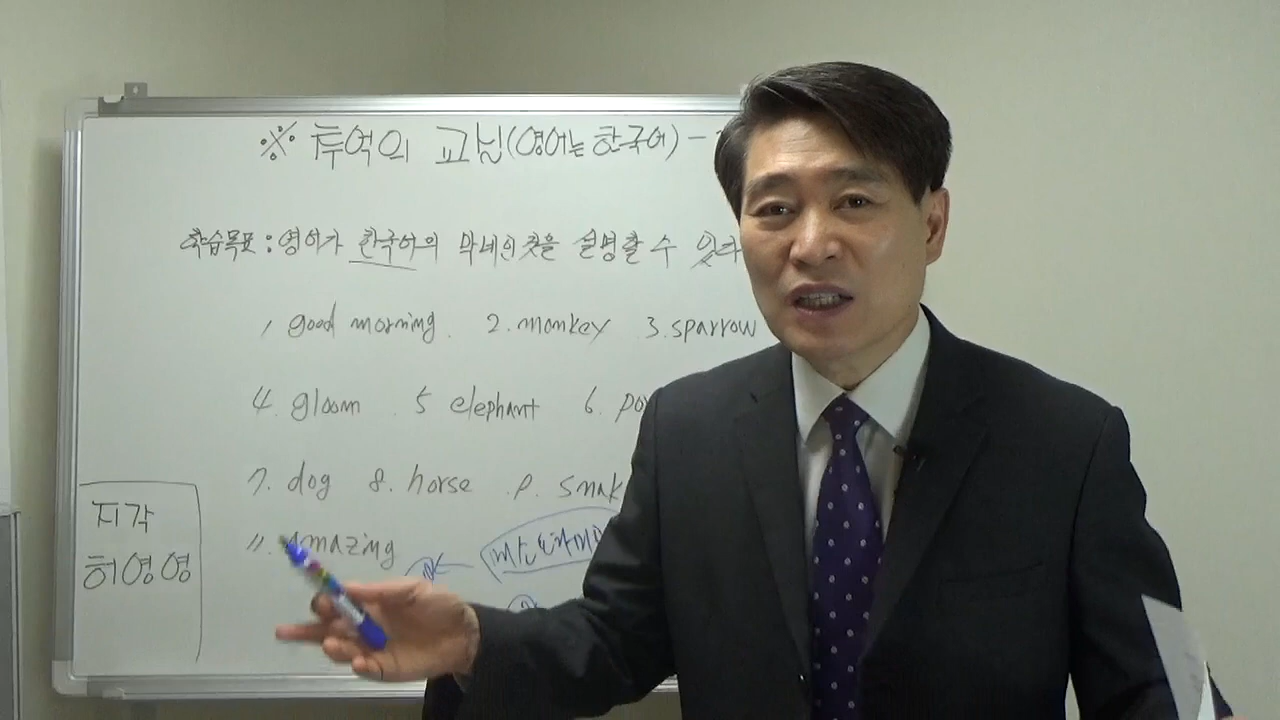 ※ 추억의 교실(영어는 한국어) -
학습목표 : 영어가 한국어의 막내인것을 설명할 수 있다
1. good morning. 2. monkey 3. sparrow
4. gloom 5 elephant 6. po
7. dog 8. horse 9. snak
11. amazing
지각
허영영